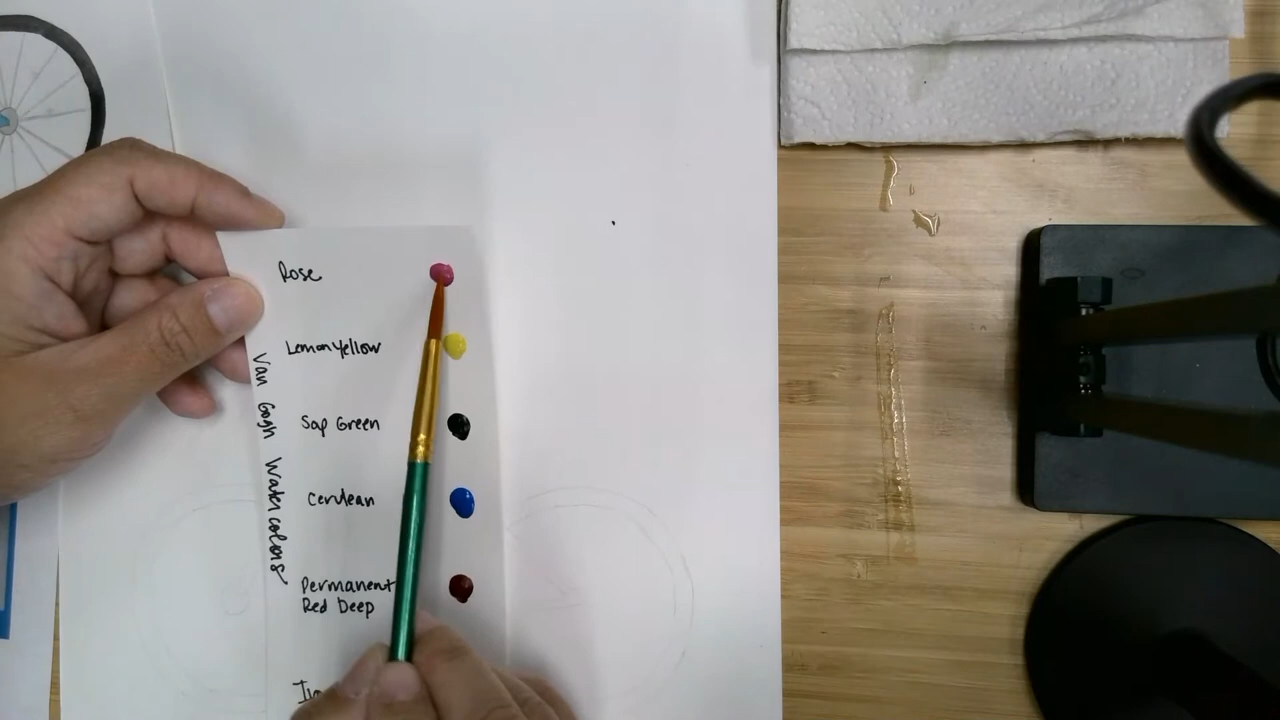 Rose
Lemon Yellow
Sap Green
Cerulean
Permanent
Red Deep
Van Gogh Watercolors